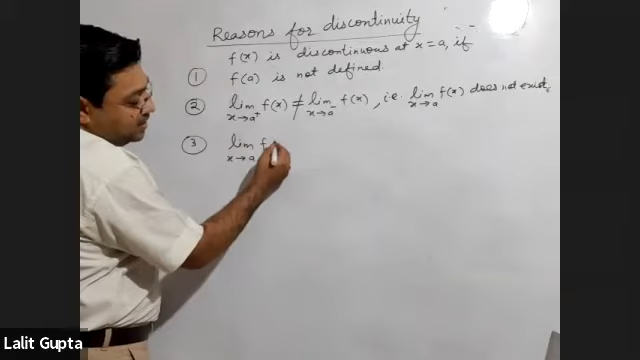 Reasons for discontinuity
f(x) is discontinuous at x = a, if
① f(a) is not defined.
② lim x→a⁺ f(x) ≠ lim x→a⁻ f(x), i.e. lim x→a f(x) does not exist.
③ lim x→a f
Lalit Gupta